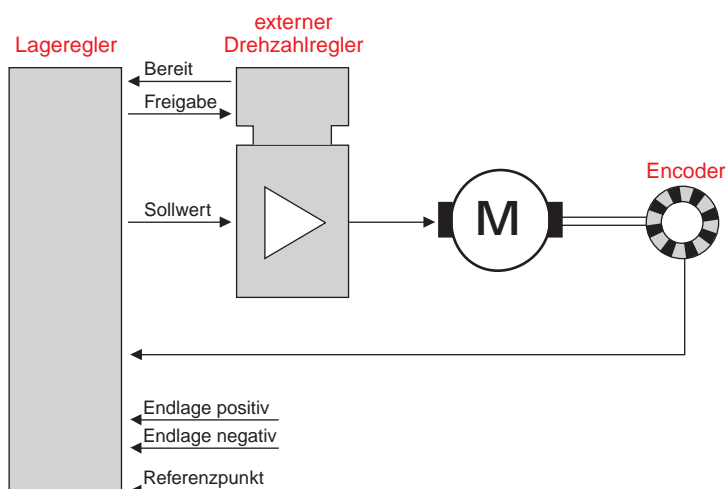 Lageregler
externer
Drehzahlregler
Bereit
Freigabe
Sollwert
M
Encoder
Endlage positiv
Endlage negativ
Referenzpunkt